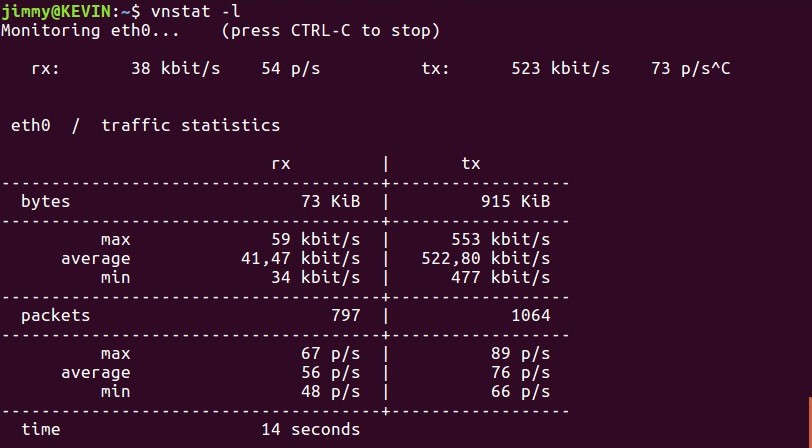 jimmy@KEVIN:~$ vnstat -l
Monitoring eth0...    (press CTRL-C to stop)
   rx:       38 kbit/s    54 p/s          tx:      523 kbit/s    73 p/s^C
 eth0  /  traffic statistics
                           rx         |       tx
--------------------------------------+------------------
  bytes                       73 KiB  |         915 KiB
--------------------------------------+------------------
          max              59 kbit/s  |      553 kbit/s
      average           41,47 kbit/s  |   522,80 kbit/s
          min              34 kbit/s  |      477 kbit/s
--------------------------------------+------------------
  packets                        797  |            1064
--------------------------------------+------------------
          max                 67 p/s  |          89 p/s
      average                 56 p/s  |          76 p/s
          min                 48 p/s  |          66 p/s
--------------------------------------+------------------
  time                    14 seconds